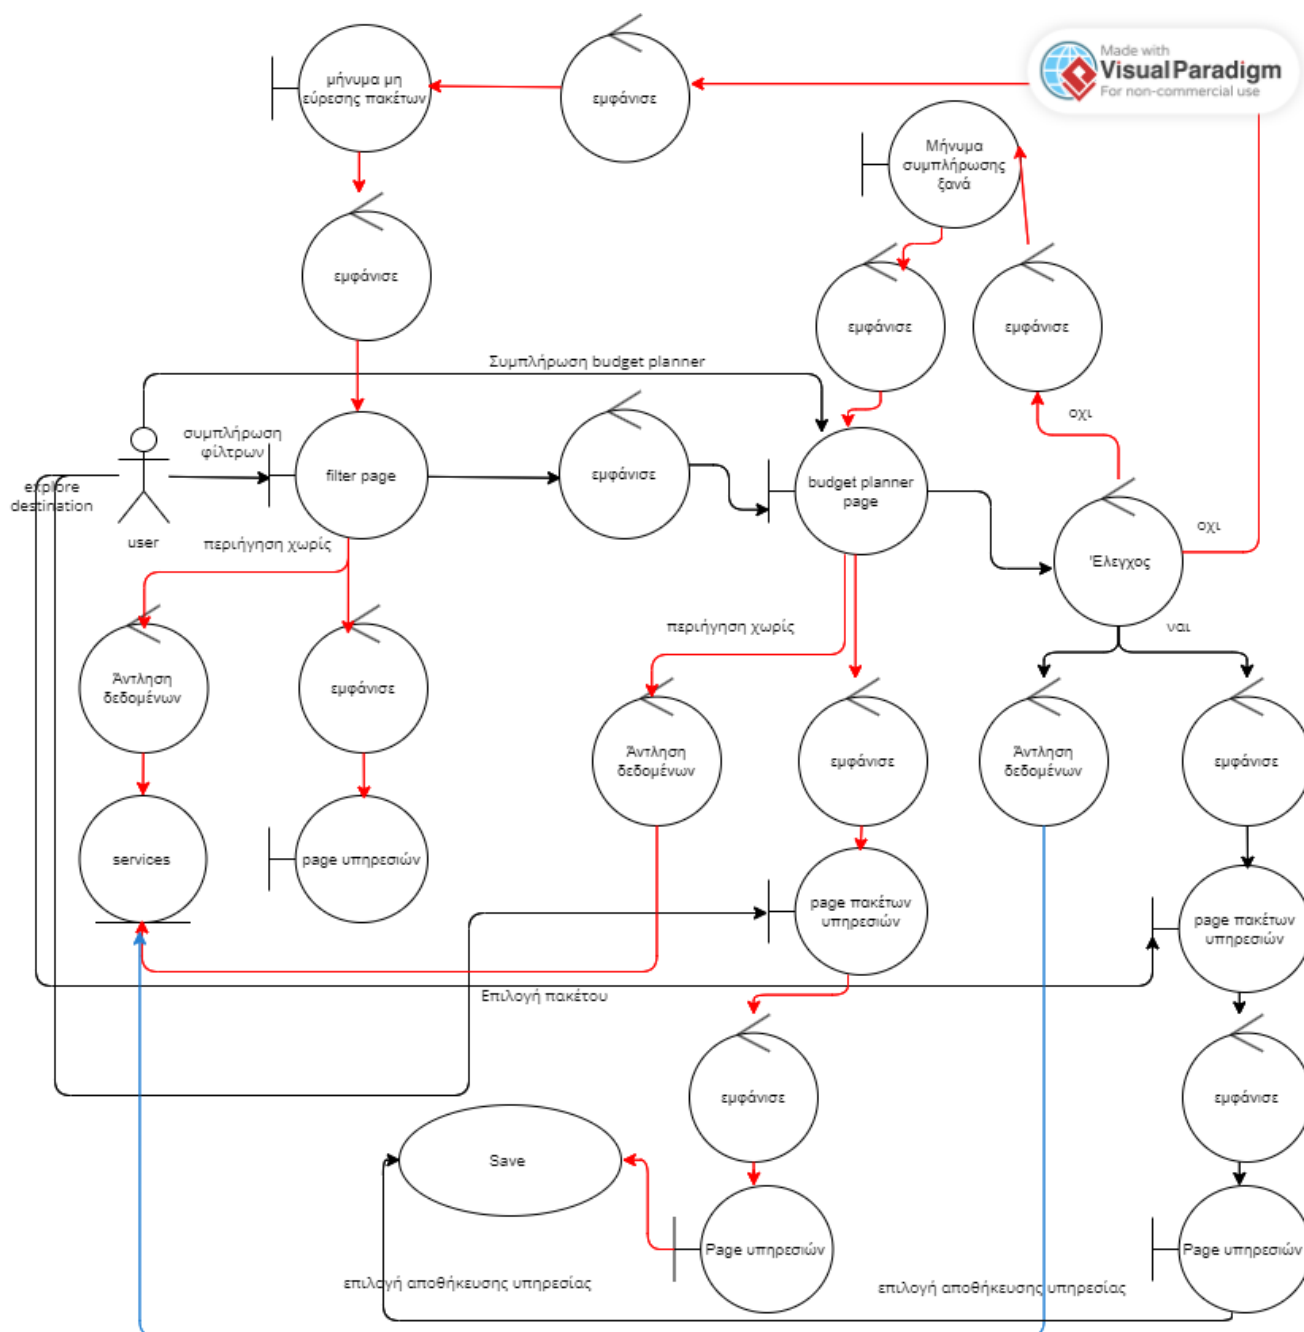 Made with
Visual Paradigm
For non-commercial use
μήνυμα μη
εύρεσης πακέτων
εμφάνισε
Μήνυμα
συμπλήρωσης
ξανά
εμφάνισε
εμφάνισε
εμφάνισε
Συμπλήρωση budget planner
οχι
συμπλήρωση
φίλτρων
filter page
εμφάνισε
budget planner
page
explore
destination
user
περιήγηση χωρίς
οχι
Έλεγχος
περιήγηση χωρίς
ναι
Άντληση
δεδομένων
εμφάνισε
Άντληση
δεδομένων
εμφάνισε
Άντληση
δεδομένων
εμφάνισε
services
page υπηρεσιών
page πακέτων
υπηρεσιών
page πακέτων
υπηρεσιών
Επιλογή πακέτου
εμφάνισε
εμφάνισε
Save
Page υπηρεσιών
Page υπηρεσιών
επιλογή αποθήκευσης υπηρεσίας
επιλογή αποθήκευσης υπηρεσίας